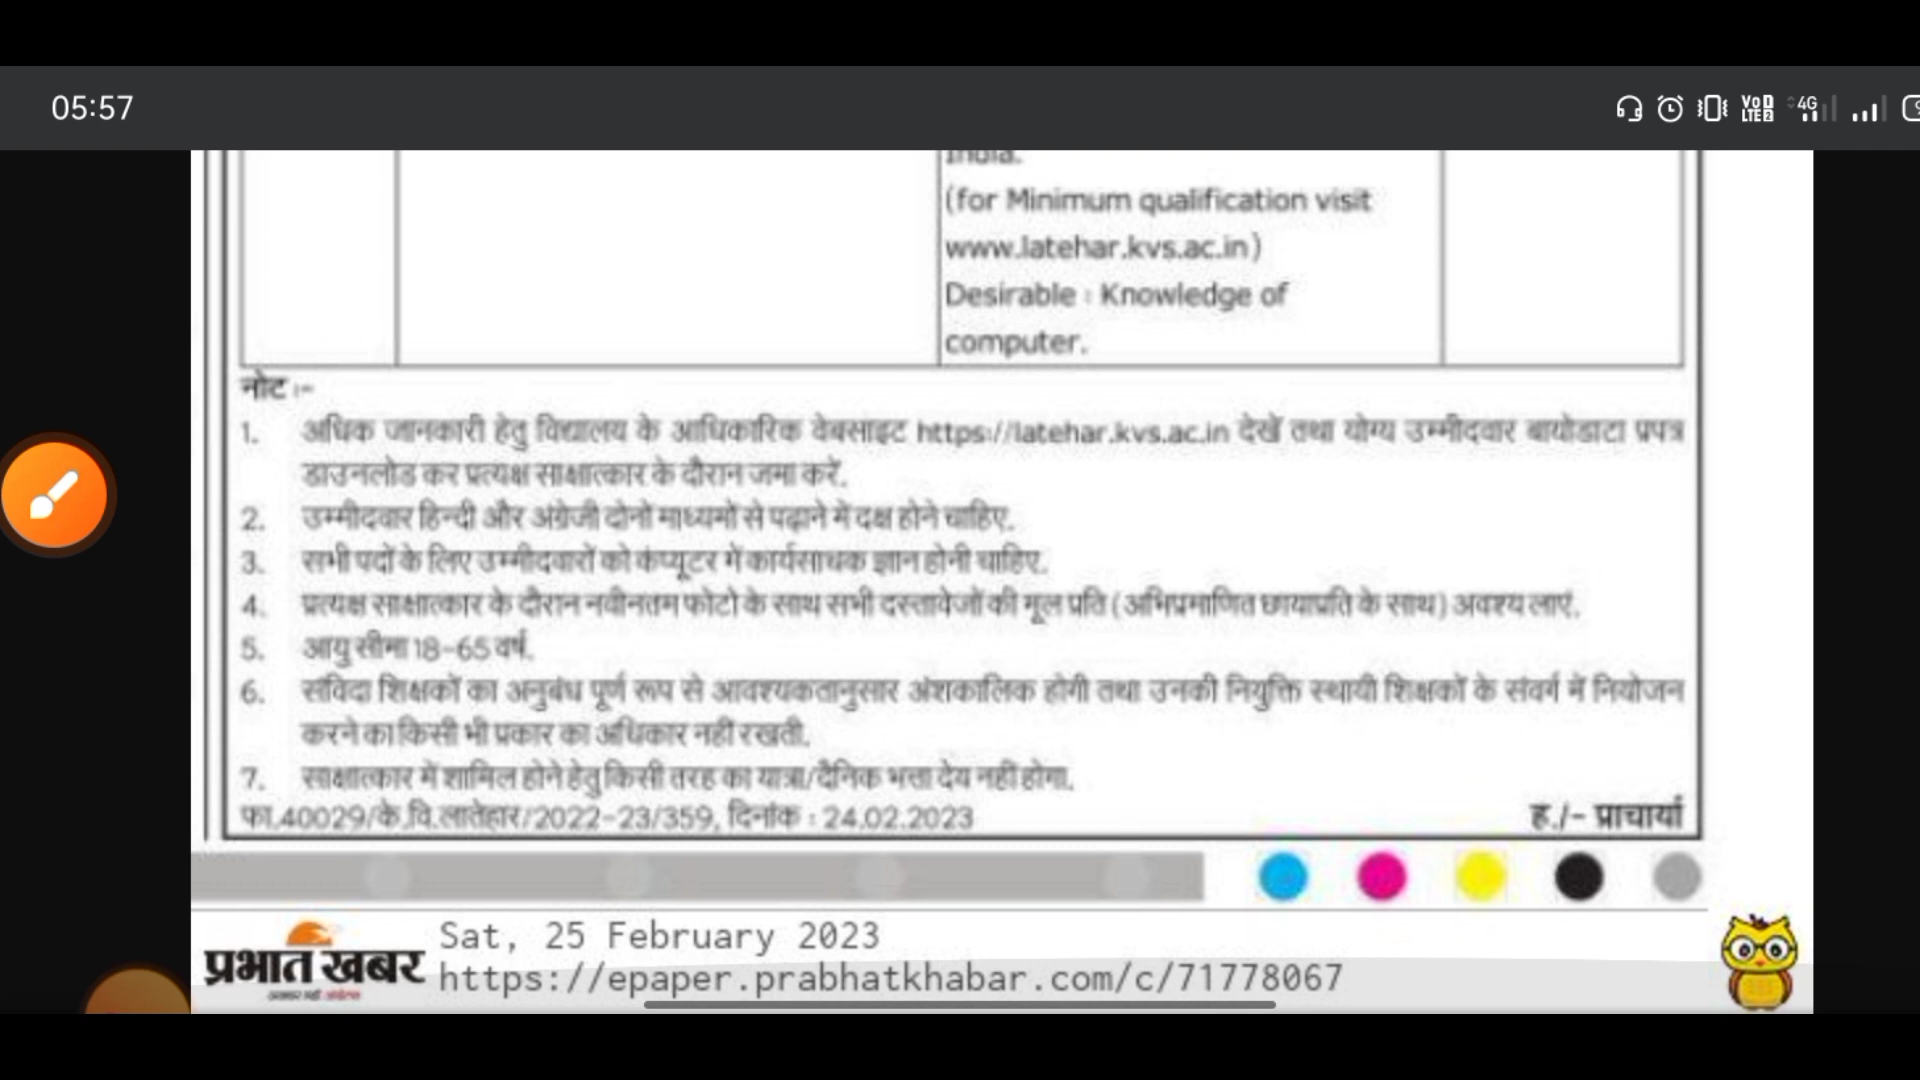 05:57
VoD LTE2 4G
India.
(for Minimum qualification visit
www.latehar.kvs.ac.in)
Desirable : Knowledge of
computer.
नोट :-
1. अधिक जानकारी हेतु विद्यालय के आधिकारिक वेबसाइट https://latehar.kvs.ac.in देखें तथा योग्य उम्मीदवार बायोडाटा प्रपत्र
डाउनलोड कर प्रत्यक्ष साक्षात्कार के दौरान जमा करें.
2. उम्मीदवार हिन्दी और अंग्रेजी दोनों माध्यमों से पढ़ाने में दक्ष होने चाहिए.
3. सभी पदों के लिए उम्मीदवारों को कंप्यूटर में कार्यसाधक ज्ञान होनी चाहिए.
4. प्रत्यक्ष साक्षात्कार के दौरान नवीनतम फोटो के साथ सभी दस्तावेजों की मूल प्रति (अभिप्रमाणित छायाप्रति के साथ) अवश्य लाएं.
5. आयु सीमा 18-65 वर्ष.
6. संविदा शिक्षकों का अनुबंध पूर्ण रूप से आवश्यकतानुसार अंशकालिक होगी तथा उनकी नियुक्ति स्थायी शिक्षकों के संवर्ग में नियोजन
करने का किसी भी प्रकार का अधिकार नहीं रखती.
7. साक्षात्कार में शामिल होने हेतु किसी तरह का यात्रा/दैनिक भत्ता देय नहीं होगा.
फा.40029/के.वि.लातेहार/2022-23/359, दिनांक : 24.02.2023 ह./- प्राचार्या
प्रभात खबर
Sat, 25 February 2023
https://epaper.prabhatkhabar.com/c/71778067